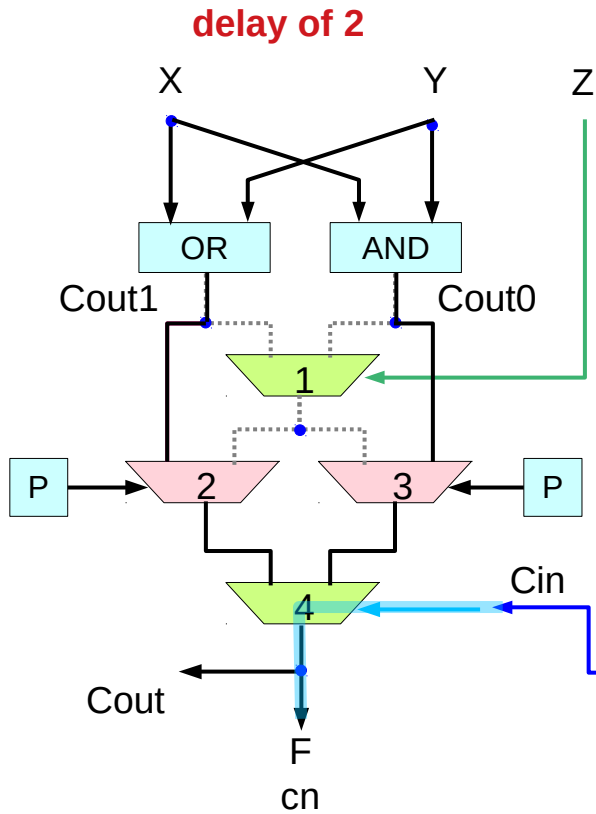 delay of 2
X Y Z
OR AND
Cout1 Cout0
1
P 2 3 P
4 Cin
Cout
F
cn